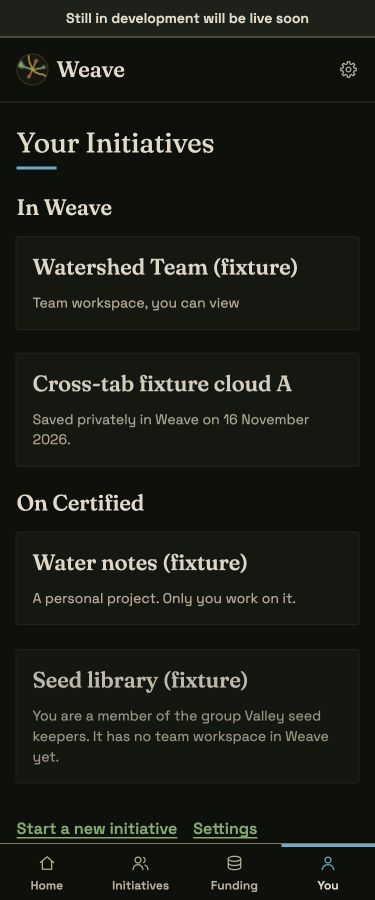 Still in development will be live soon
Weave
Your Initiatives
In Weave
Watershed Team (fixture)
Team workspace, you can view
Cross-tab fixture cloud A
Saved privately in Weave on 16 November
2026.
On Certified
Water notes (fixture)
A personal project. Only you work on it.
Seed library (fixture)
You are a member of the group Valley seed
keepers. It has no team workspace in Weave
yet.
Start a new initiative Settings
Home Initiatives Funding You